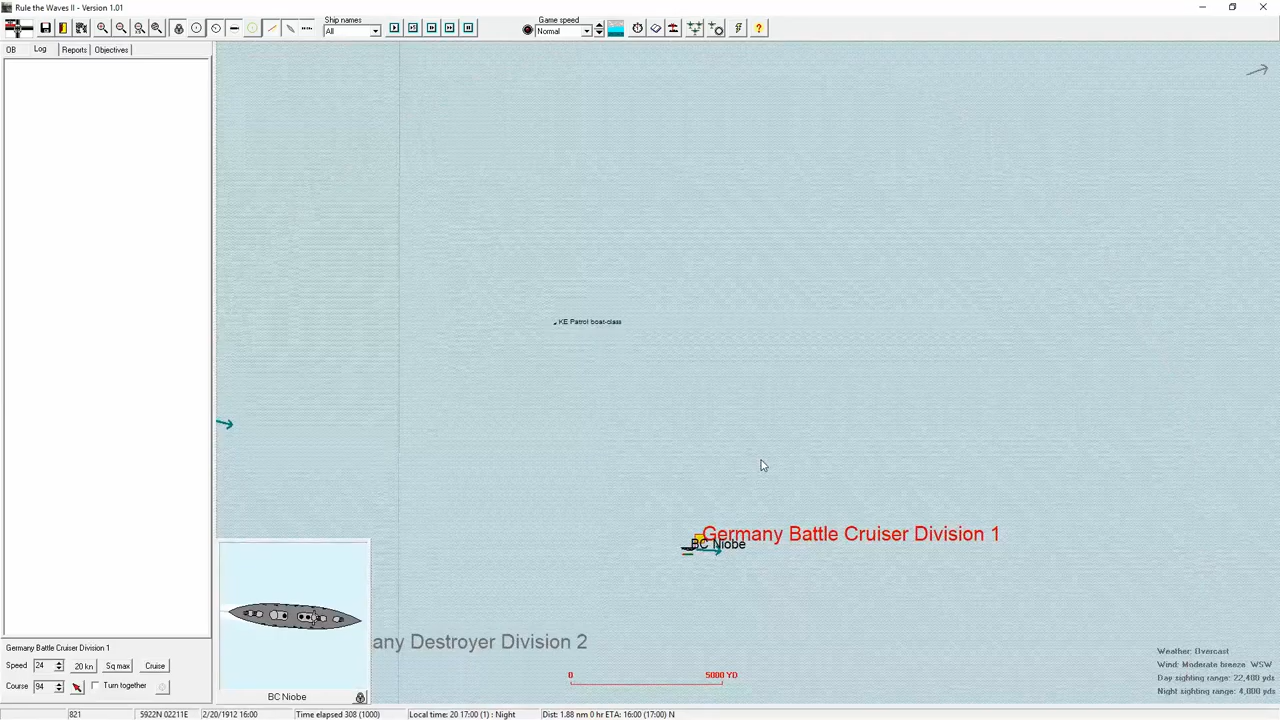 Rule the Waves II - Version 1.01
Ship names
All
Game speed
Normal
OB Log Reports Objectives
KE Patrol boat-class
Germany Battle Cruiser Division 1
BC Niobe
any Destroyer Division 2
0 5000 YD
Weather: Overcast
Wind: Moderate breeze WSW
Day sighting range: 22,400 yds
Night sighting range: 4,000 yds
Germany Battle Cruiser Division 1
Speed 24 20 kn Sq max Cruise
Course 94 Turn together
BC Niobe
821 5922N 02211E 2/20/1912 16:00 Time elapsed 308 (1000) Local time: 20 17:00 (1) : Night Dist: 1.88 nm 0 hr ETA: 16:00 (17:00) N